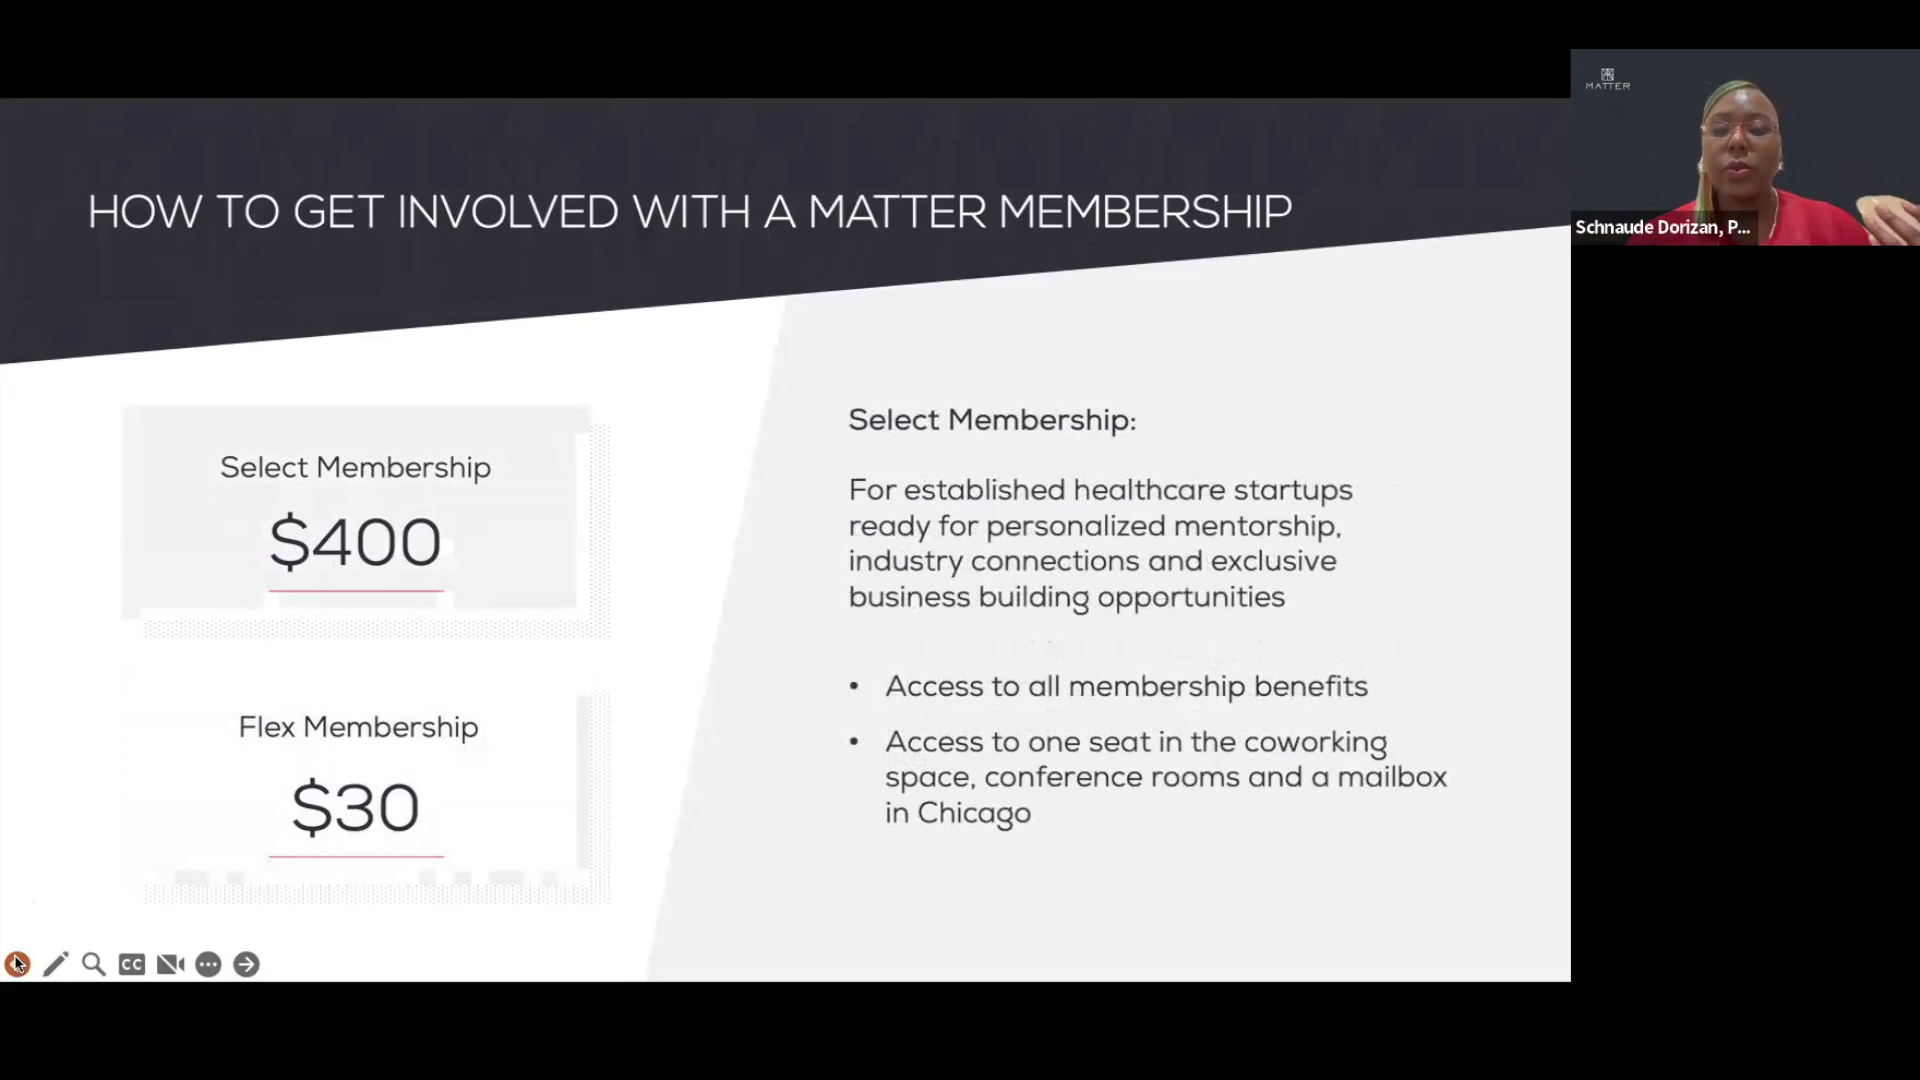 HOW TO GET INVOLVED WITH A MATTER MEMBERSHIP
MATTER
Schnaude Dorizan, P...
Select Membership
$400
Flex Membership
$30
Select Membership:
For established healthcare startups
ready for personalized mentorship,
industry connections and exclusive
business building opportunities
• Access to all membership benefits
• Access to one seat in the coworking
space, conference rooms and a mailbox
in Chicago
CC